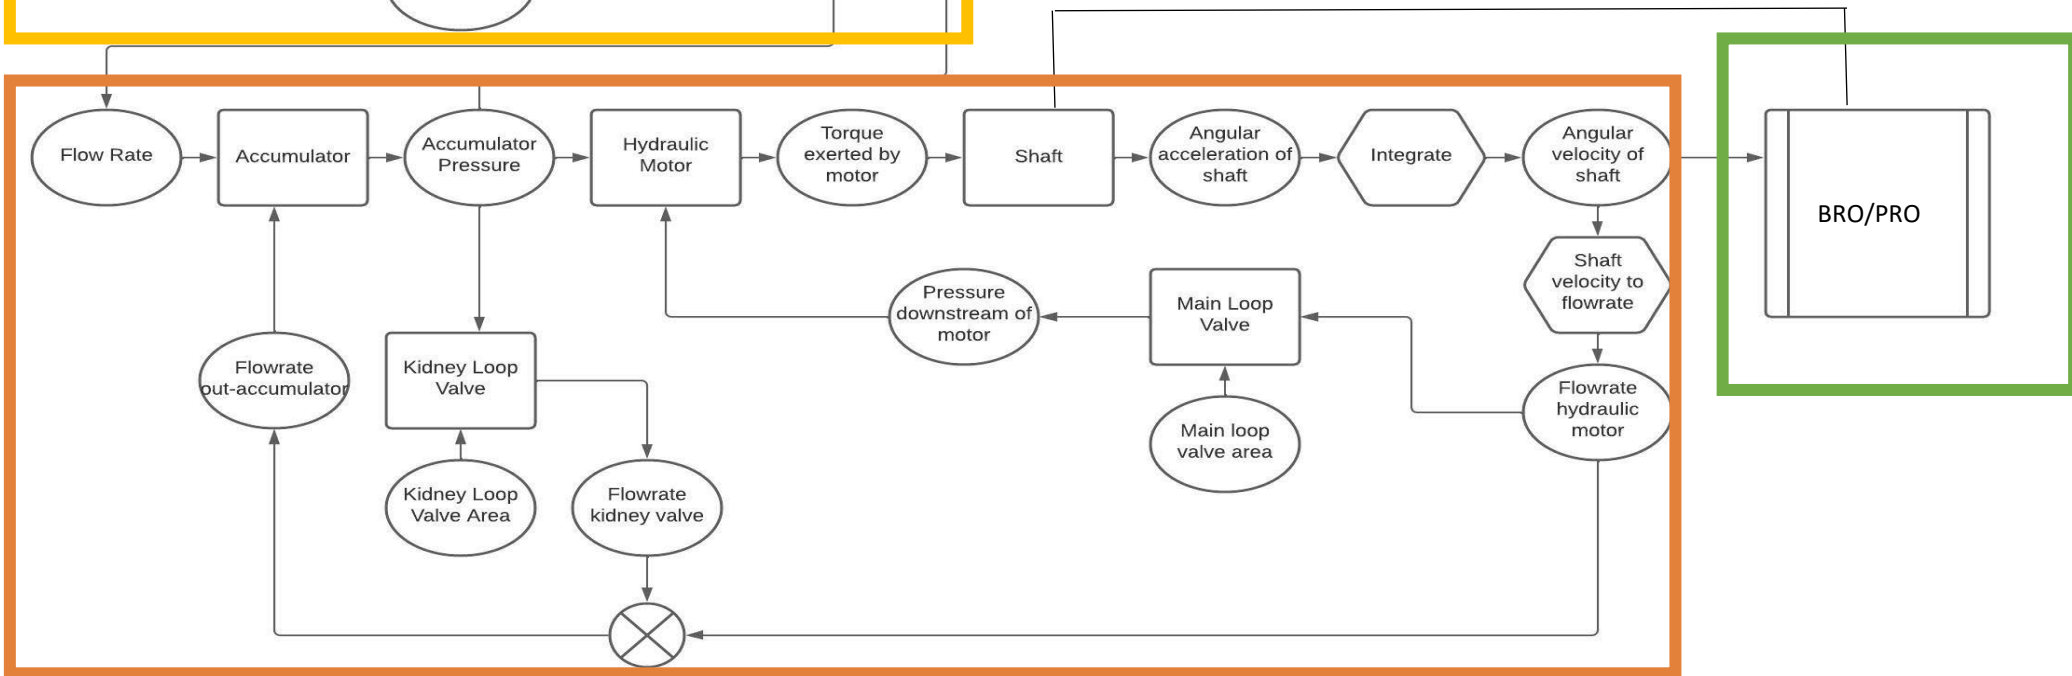 Flow Rate
Accumulator
Accumulator
Pressure
Hydraulic
Motor
Torque
exerted by
motor
Shaft
Angular
acceleration of
shaft
Integrate
Angular
velocity of
shaft
BRO/PRO
Shaft
velocity to
flowrate
Pressure
downstream of
motor
Main Loop
Valve
Flowrate
out-accumulator
Kidney Loop
Valve
Flowrate
hydraulic
motor
Main loop
valve area
Kidney Loop
Valve Area
Flowrate
kidney valve